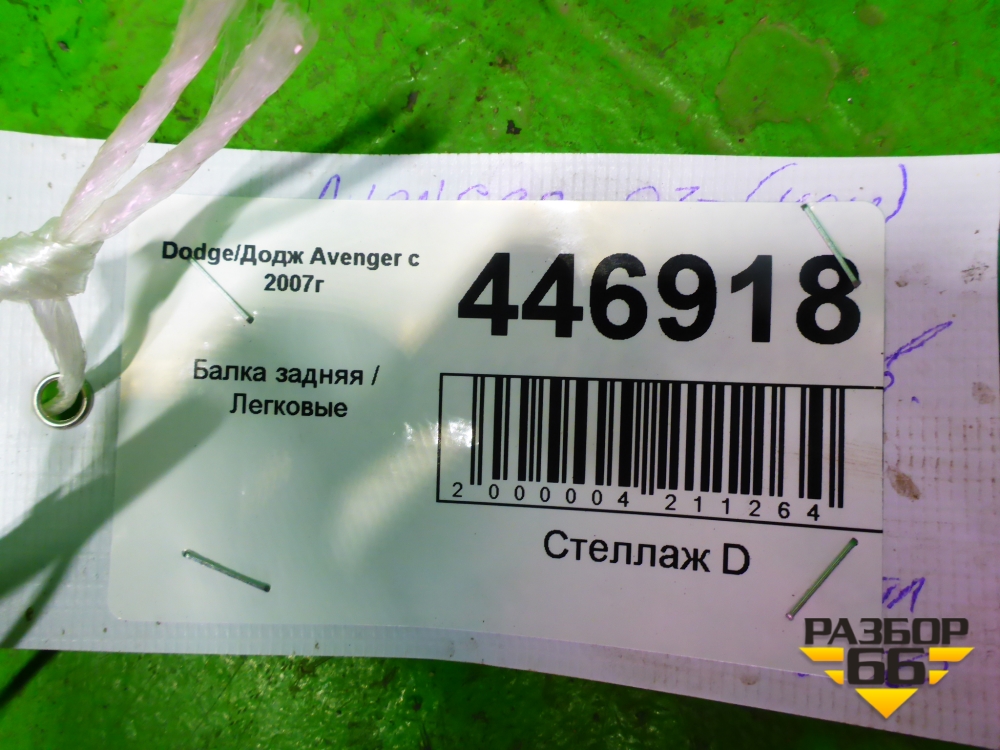 Dodge/Додж Avenger с
2007г
446918
Балка задняя /
Легковые
2 000004 211264
Стеллаж D
РАЗБОР
66